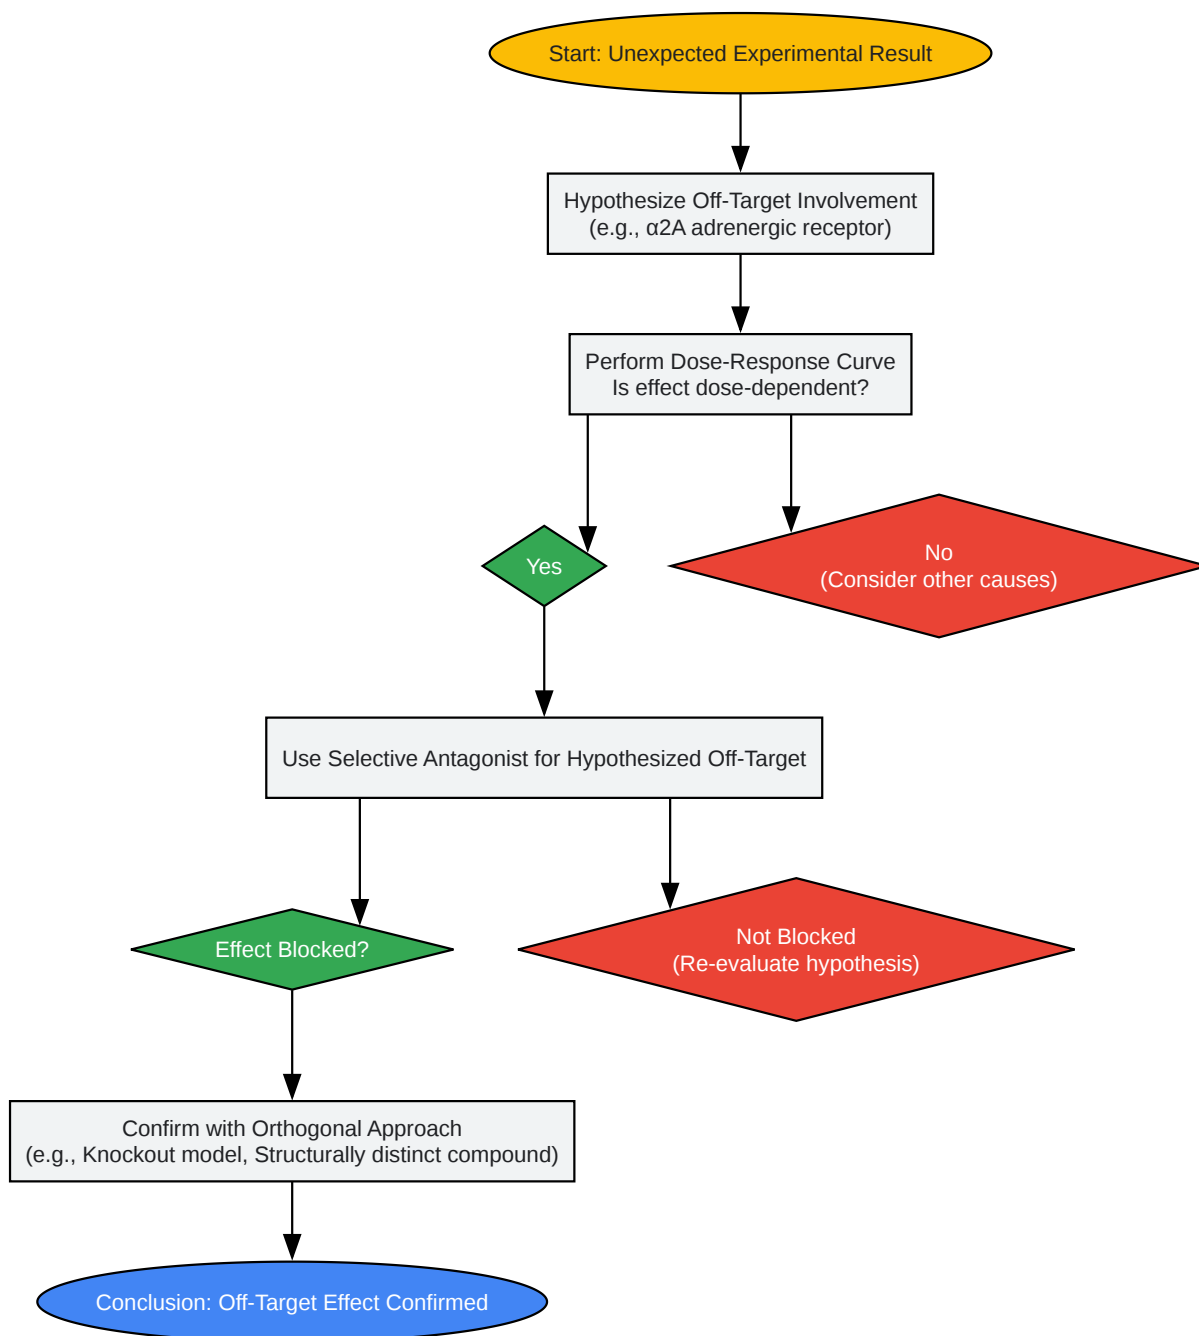 Start: Unexpected Experimental Result
Hypothesize Off-Target Involvement
(e.g., α2A adrenergic receptor)
Perform Dose-Response Curve
Is effect dose-dependent?
Yes
No
(Consider other causes)
Use Selective Antagonist for Hypothesized Off-Target
Effect Blocked?
Not Blocked
(Re-evaluate hypothesis)
Confirm with Orthogonal Approach
(e.g., Knockout model, Structurally distinct compound)
Conclusion: Off-Target Effect Confirmed